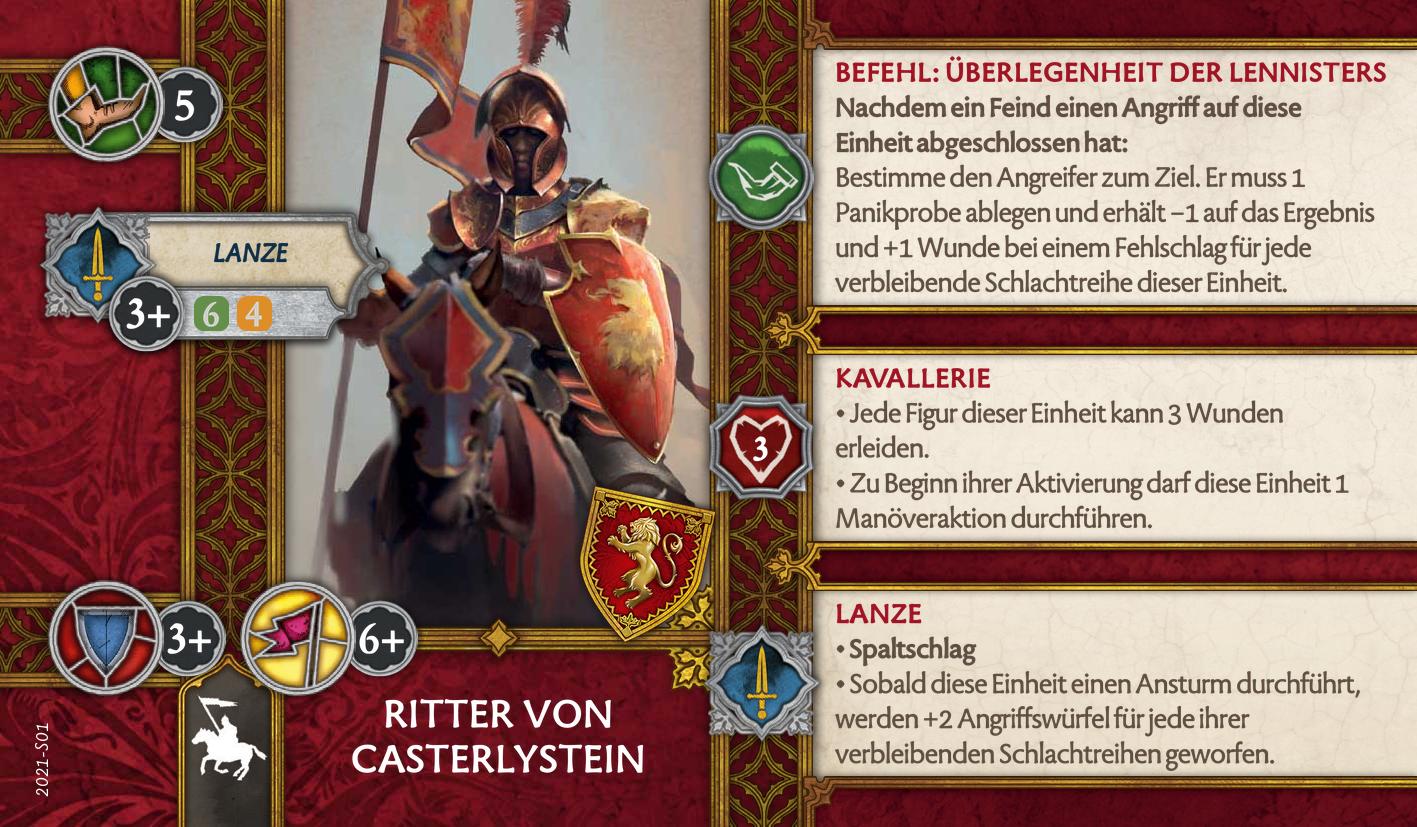 5
LANZE
3+ 6 4
3+
6+
RITTER VON
CASTERLYSTEIN
2021-S01
BEFEHL: ÜBERLEGENHEIT DER LENNISTERS
Nachdem ein Feind einen Angriff auf diese
Einheit abgeschlossen hat:
Bestimme den Angreifer zum Ziel. Er muss 1
Panikprobe ablegen und erhält –1 auf das Ergebnis
und +1 Wunde bei einem Fehlschlag für jede
verbleibende Schlachtreihe dieser Einheit.
3
KAVALLERIE
• Jede Figur dieser Einheit kann 3 Wunden
erleiden.
• Zu Beginn ihrer Aktivierung darf diese Einheit 1
Manöveraktion durchführen.
LANZE
• Spaltschlag
• Sobald diese Einheit einen Ansturm durchführt,
werden +2 Angriffswürfel für jede ihrer
verbleibenden Schlachtreihen geworfen.